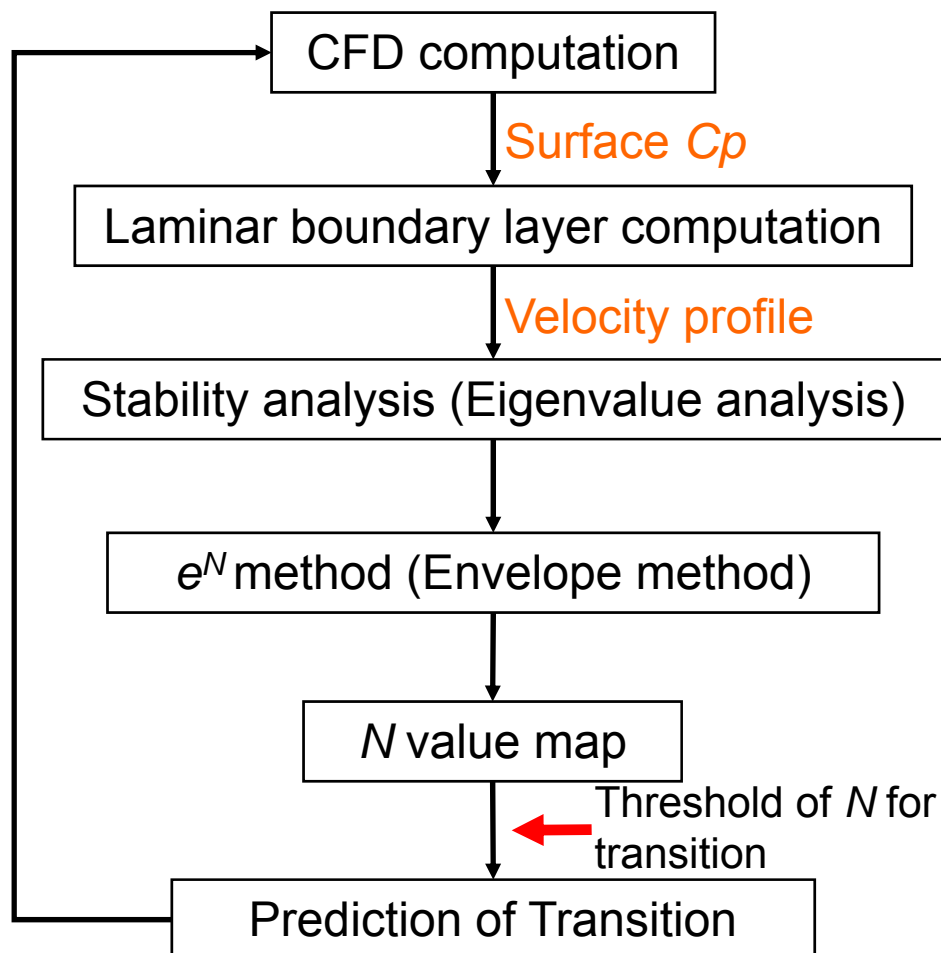 CFD computation
Surface Cp
Laminar boundary layer computation
Velocity profile
Stability analysis (Eigenvalue analysis)
e^N method (Envelope method)
N value map
Threshold of N for
transition
Prediction of Transition